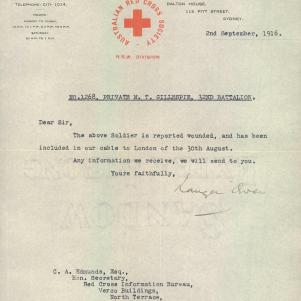 TELEPHONE: CITY 1014.
AUSTRALIAN RED CROSS SOCIETY
N.S.W. DIVISION
DALTON HOUSE,
115 PITT STREET,
SYDNEY.
2nd September, 1916.
NO.1268, PRIVATE M. T. GILLESPIE, 32ND BATTALION.
Dear Sir,
The above Soldier is reported wounded, and has been
included in our cable to London of the 30th August.
Any information we receive, we will send to you.
Yours faithfully,
C. A. Edmunds, Esq.,
Hon. Secretary,
Red Cross Information Bureau,
Verco Buildings,
North Terrace,